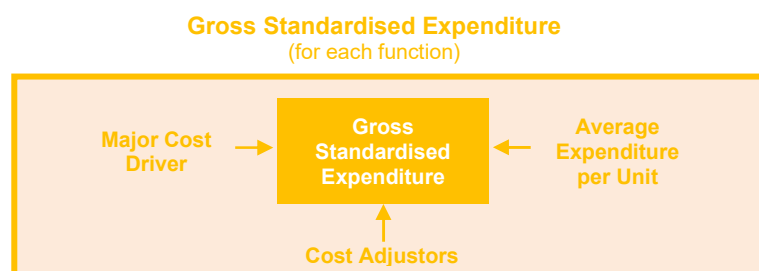 Gross Standardised Expenditure
(for each function)
Major Cost
Driver
Gross
Standardised
Expenditure
Average
Expenditure
per Unit
Cost Adjustors